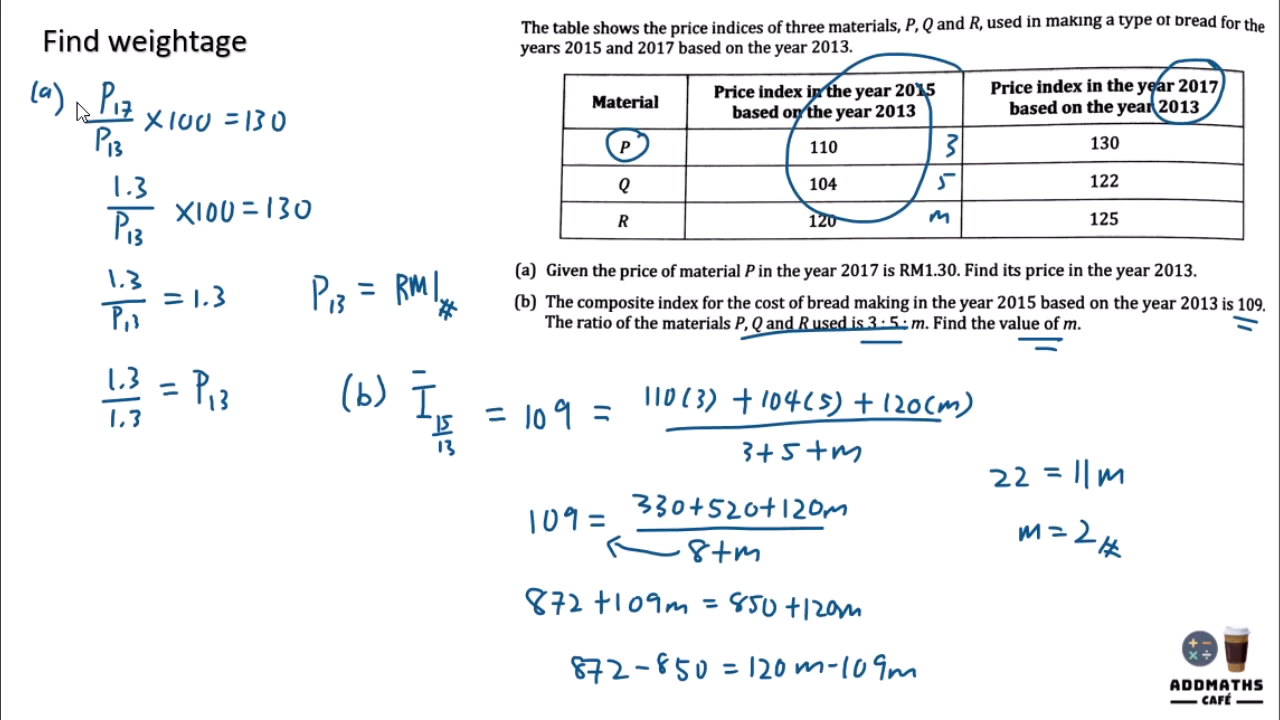 Find weightage
The table shows the price indices of three materials, P, Q and R, used in making a type of bread for the
years 2015 and 2017 based on the year 2013.
Material
Price index in the year 2015
based on the year 2013
Price index in the year 2017
based on the year 2013
P 110 3 130
Q 104 5 122
R 120 m 125
(a) Given the price of material P in the year 2017 is RM1.30. Find its price in the year 2013.
(b) The composite index for the cost of bread making in the year 2015 based on the year 2013 is 109.
The ratio of the materials P, Q and R used is 3 : 5 : m. Find the value of m.
(a) P17/P13 ×100 = 130
1.3/P13 ×100 = 130
1.3/P13 = 1.3
P13 = RM1 #
1.3/1.3 = P13
(b) Ī 15/13 = 109 = 110(3) + 104(5) + 120(m)
3+5+m
109 = 330+520+120m
8+m
872 + 109m = 850 + 120m
872 - 850 = 120m - 109m
22 = 11m
m = 2 #
ADDMATHS
CAFÉ